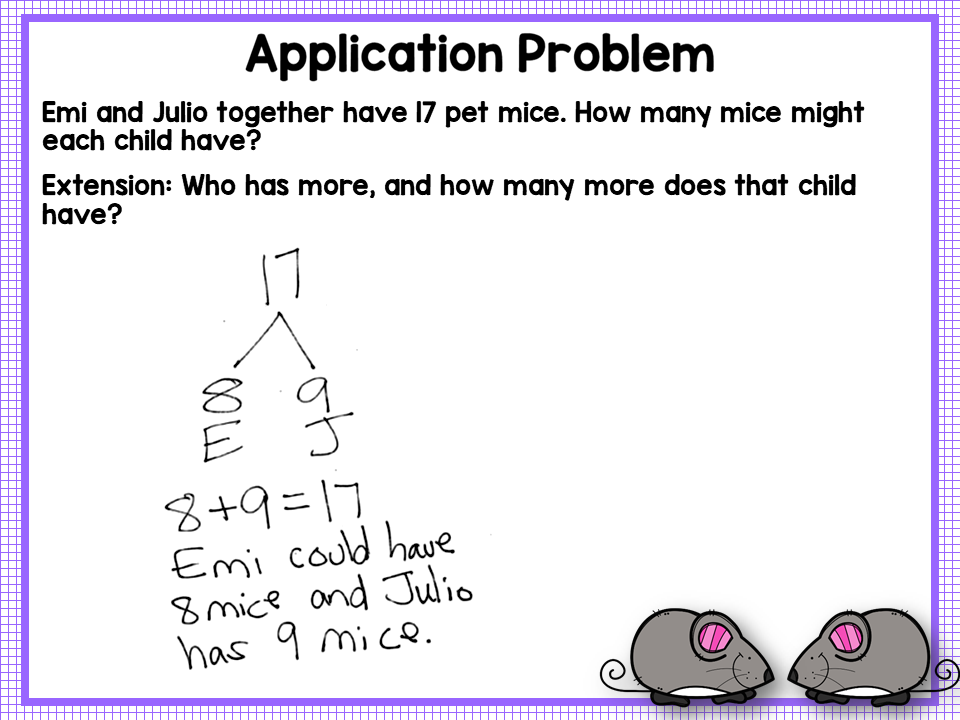 Application Problem
Emi and Julio together have 17 pet mice. How many mice might
each child have?
Extension: Who has more, and how many more does that child
have?
17
8 9
E J
8+9=17
Emi could have
8 mice and Julio
has 9 mice.